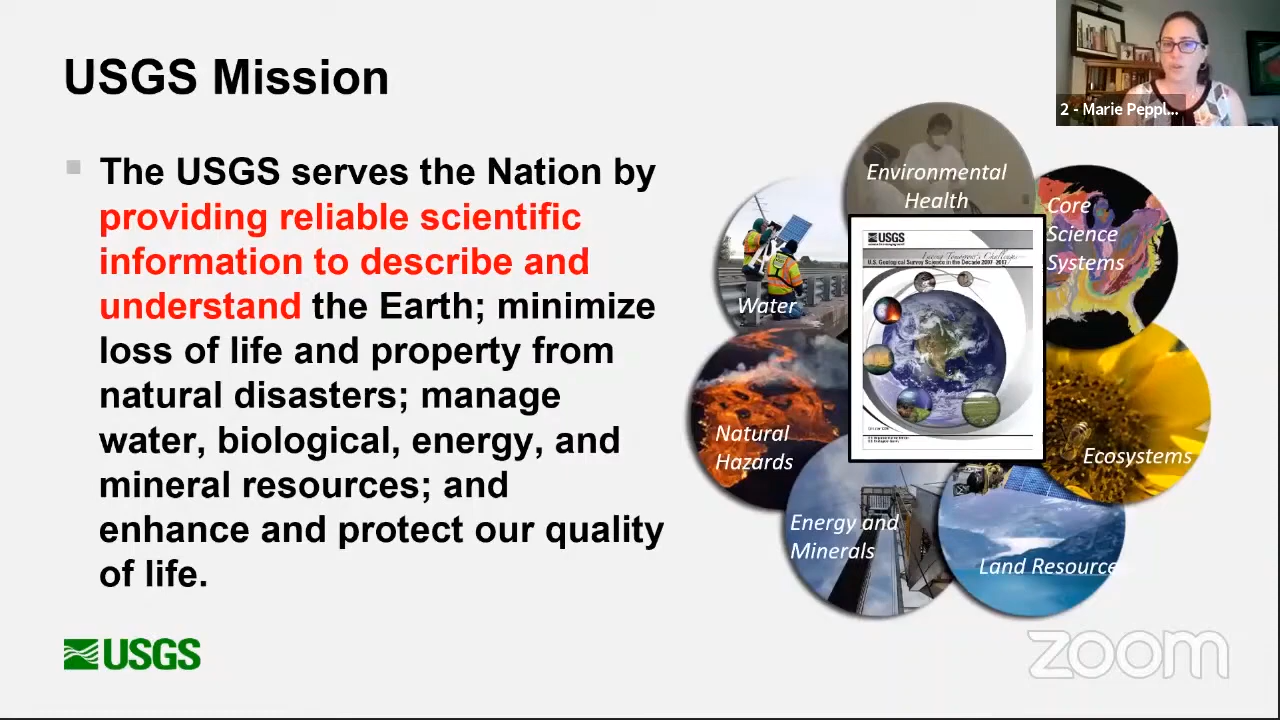 USGS Mission
2 - Marie Peppl...
The USGS serves the Nation by
providing reliable scientific
information to describe and
understand the Earth; minimize
loss of life and property from
natural disasters; manage
water, biological, energy, and
mineral resources; and
enhance and protect our quality
of life.
Environmental
Health
Core
Science
Systems
Water
USGS
Facing Tomorrow's Challenges
U.S. Geological Survey Science in the Decade 2007-2017
Natural
Hazards
Ecosystems
Energy and
Minerals
Land Resource
USGS
zoom